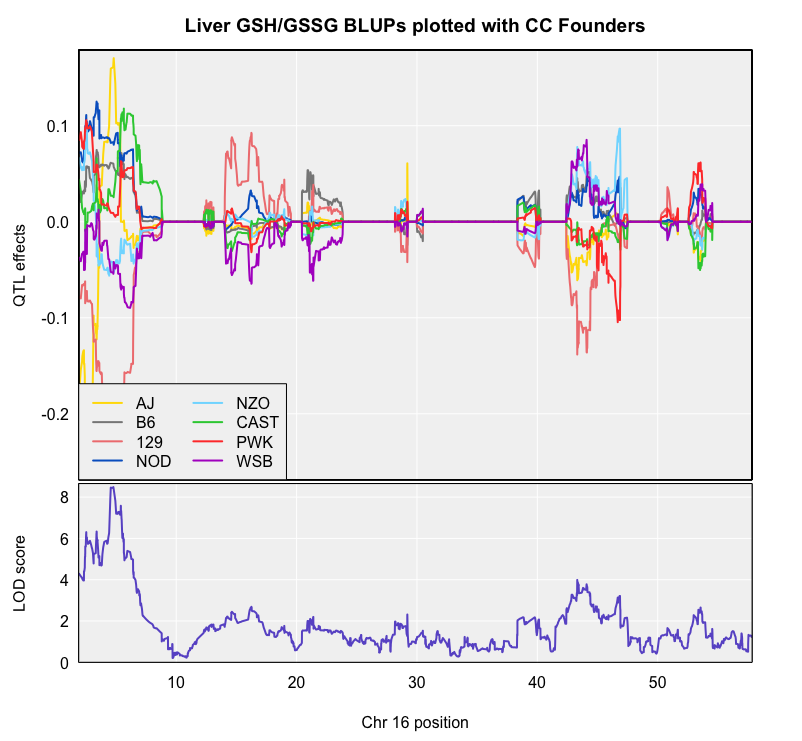 Liver GSH/GSSG BLUPs plotted with CC Founders
QTL effects
0.1
0.0
-0.1
-0.2
AJ NZO
B6 CAST
129 PWK
NOD WSB
LOD score
8
6
4
2
0
10 20 30 40 50
Chr 16 position